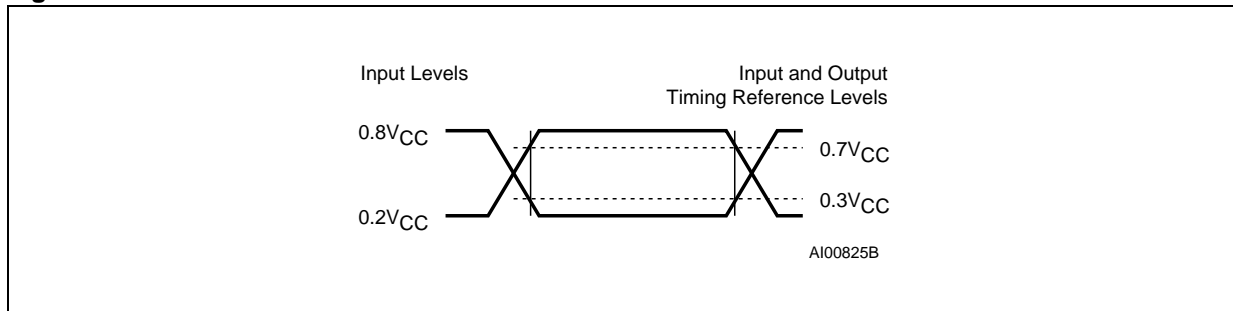 Input Levels
Input and Output
Timing Reference Levels
0.8VCC
0.7VCC
0.3VCC
0.2VCC
AI00825B